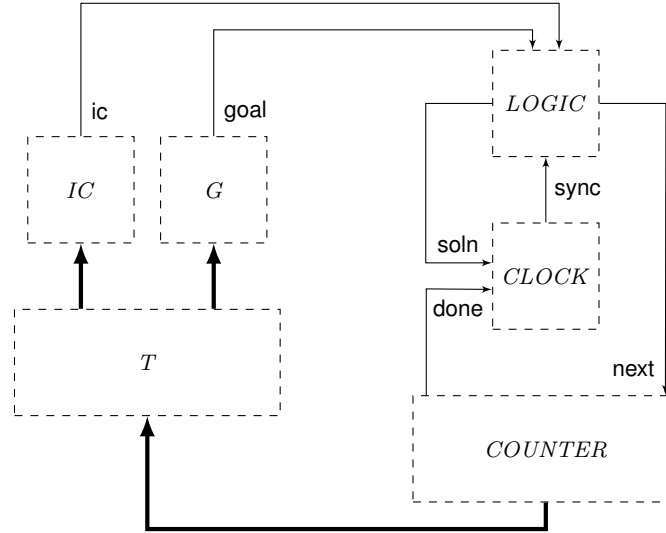 LOGIC
ic
goal
IC
G
sync
soln
CLOCK
done
T
next
COUNTER